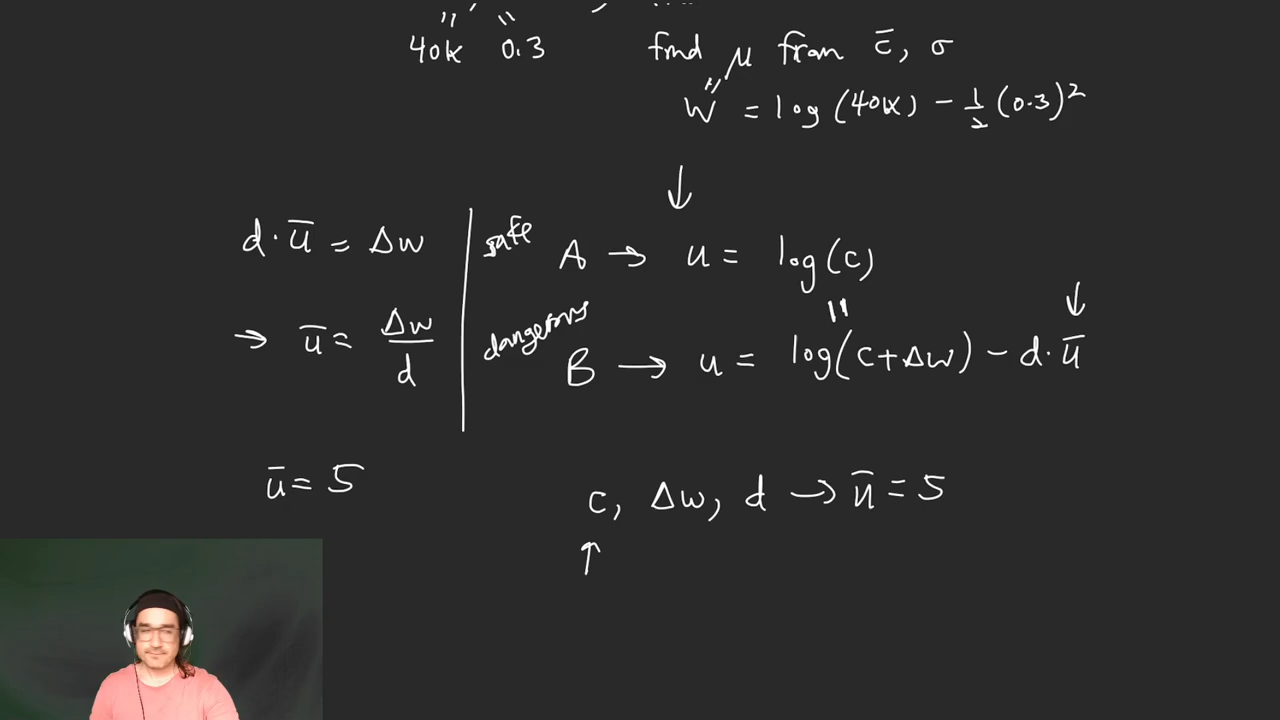 40k 0.3
find μ from c̄, σ
W = log(40k) − 1/2 (0.3)²
d · ū = Δw
→ ū = Δw/d
safe A → u = log(c)
dangerous B → u = log(c+Δw) − d · ū
ū = 5
c, Δw, d → ū = 5